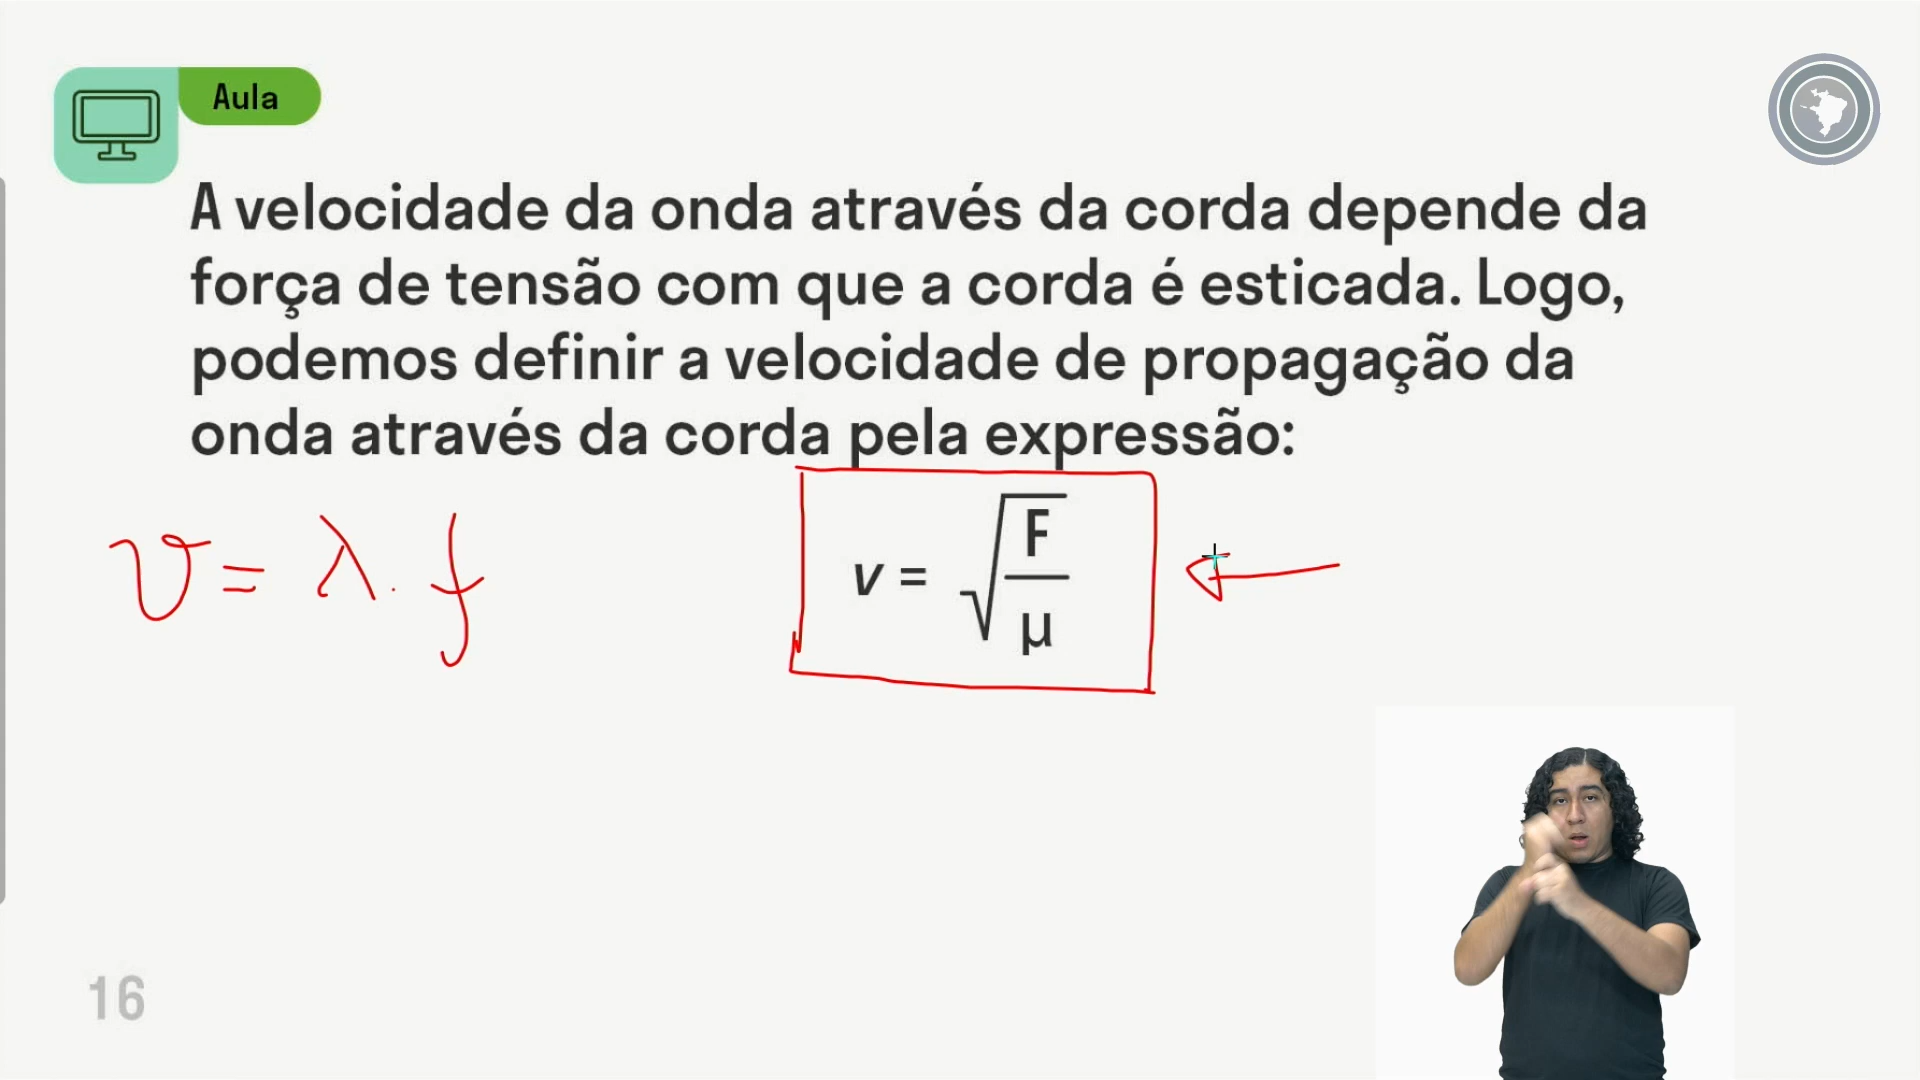 Aula
A velocidade da onda através da corda depende da
força de tensão com que a corda é esticada. Logo,
podemos definir a velocidade de propagação da
onda através da corda pela expressão:
v = λ . f
v = √(F/μ)
16